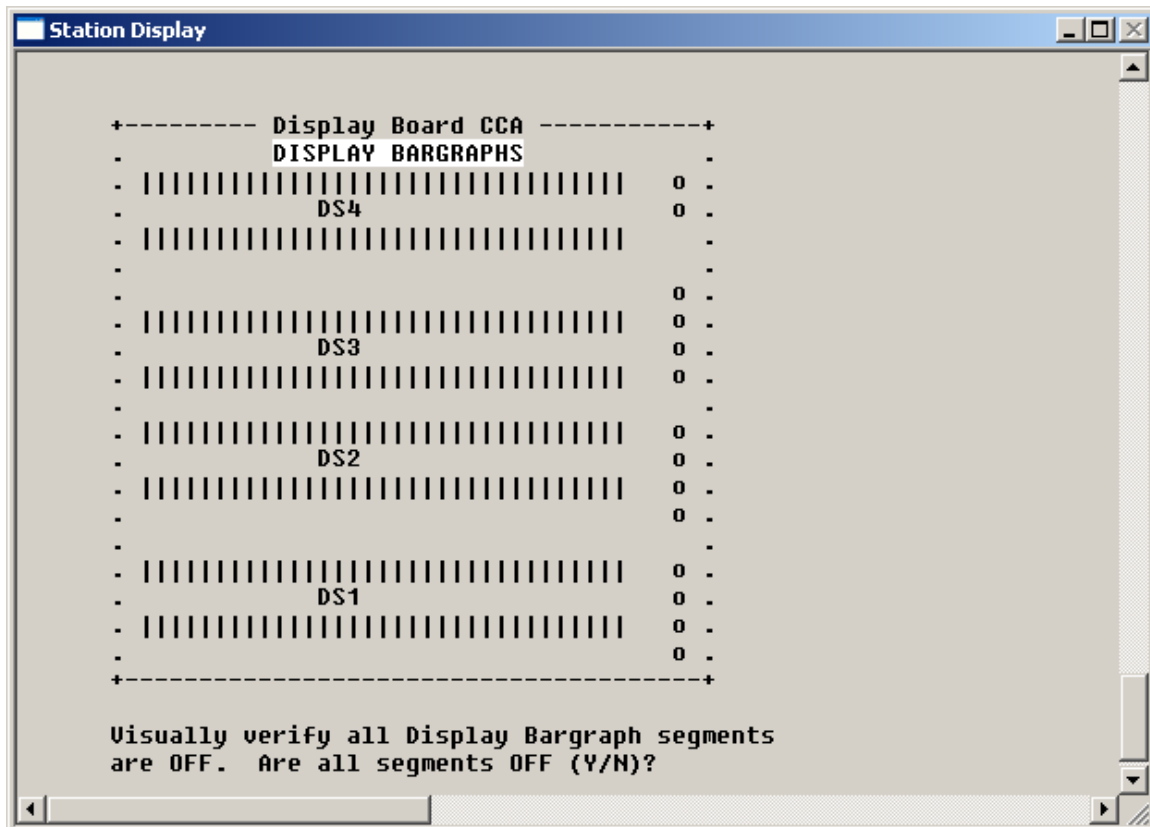 Station Display
+--------- Display Board CCA -----------+
.          DISPLAY BARGRAPHS            .
. |||||||||||||||||||||||||||||||||   o .
.             DS4                     o .
. |||||||||||||||||||||||||||||||||     .
.                                       .
.                                     o .
. |||||||||||||||||||||||||||||||||   o .
.             DS3                     o .
. |||||||||||||||||||||||||||||||||   o .
.                                       .
. |||||||||||||||||||||||||||||||||   o .
.             DS2                     o .
. |||||||||||||||||||||||||||||||||   o .
.                                     o .
.                                       .
. |||||||||||||||||||||||||||||||||   o .
.             DS1                     o .
. |||||||||||||||||||||||||||||||||   o .
.                                     o .
+---------------------------------------+
Visually verify all Display Bargraph segments
are OFF.  Are all segments OFF (Y/N)?